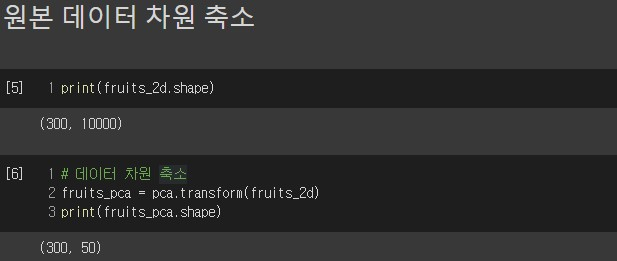 원본 데이터 차원 축소
[5] 1 print(fruits_2d.shape)
(300, 10000)
[6] 1 # 데이터 차원 축소
2 fruits_pca = pca.transform(fruits_2d)
3 print(fruits_pca.shape)
(300, 50)